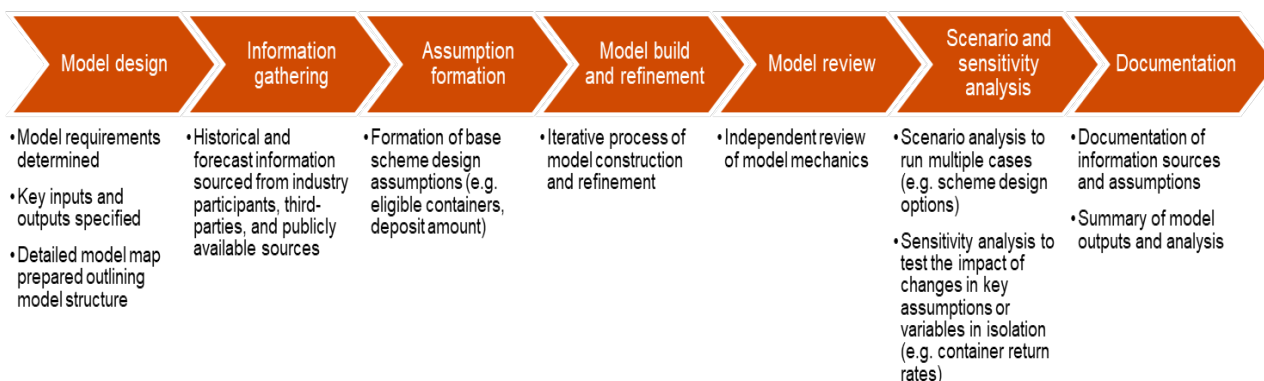 Model design
Information
gathering
Assumption
formation
Model build
and refinement
Model review
Scenario and
sensitivity
analysis
Documentation
•Model requirements
determined
•Key inputs and
outputs specified
•Detailed model map
prepared outlining
model structure
•Historical and
forecast information
sourced from industry
participants, third-
parties, and publicly
available sources
•Formation of base
scheme design
assumptions (e.g.
eligible containers,
deposit amount)
•Iterative process of
model construction
and refinement
•Independent review
of model mechanics
•Scenario analysis to
run multiple cases
(e.g. scheme design
options)
•Sensitivity analysis to
test the impact of
changes in key
assumptions or
variables in isolation
(e.g. container return
rates)
•Documentation of
information sources
and assumptions
•Summary of model
outputs and analysis